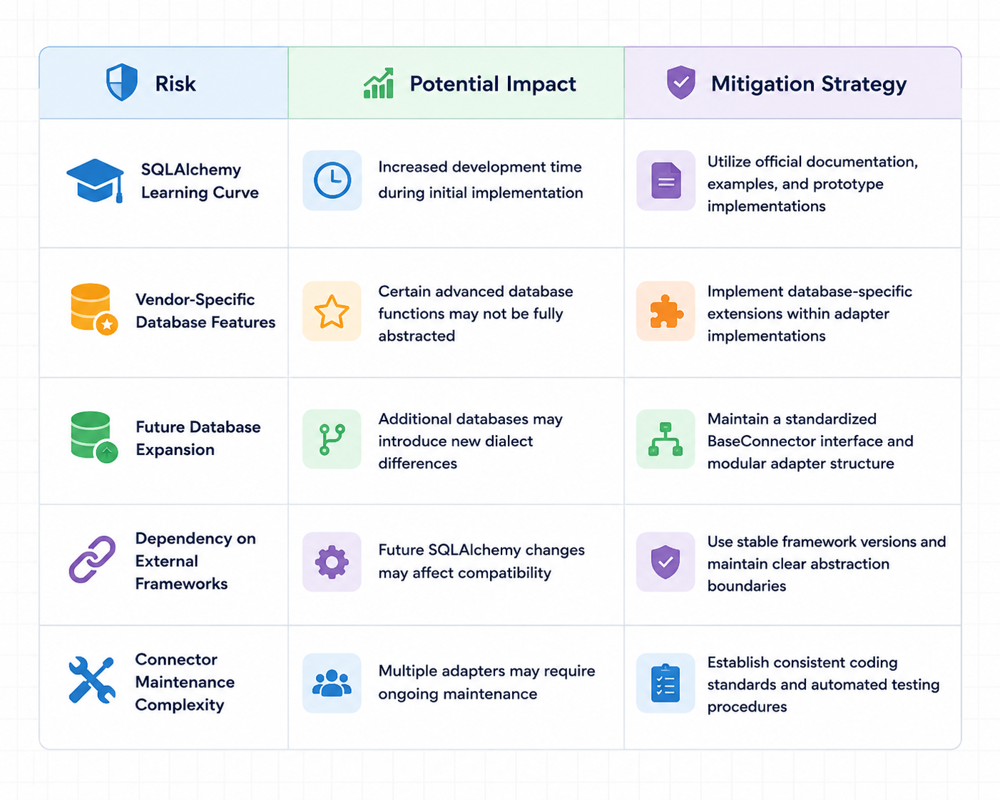 Risk
Potential Impact
Mitigation Strategy
SQLAlchemy
Learning Curve
Increased development time
during initial implementation
Utilize official documentation,
examples, and prototype
implementations
Vendor-Specific
Database Features
Certain advanced database
functions may not be fully
abstracted
Implement database-specific
extensions within adapter
implementations
Future Database
Expansion
Additional databases may
introduce new dialect
differences
Maintain a standardized
BaseConnector interface and
modular adapter structure
Dependency on
External
Frameworks
Future SQLAlchemy changes
may affect compatibility
Use stable framework versions and
maintain clear abstraction
boundaries
Connector
Maintenance
Complexity
Multiple adapters may require
ongoing maintenance
Establish consistent coding
standards and automated testing
procedures